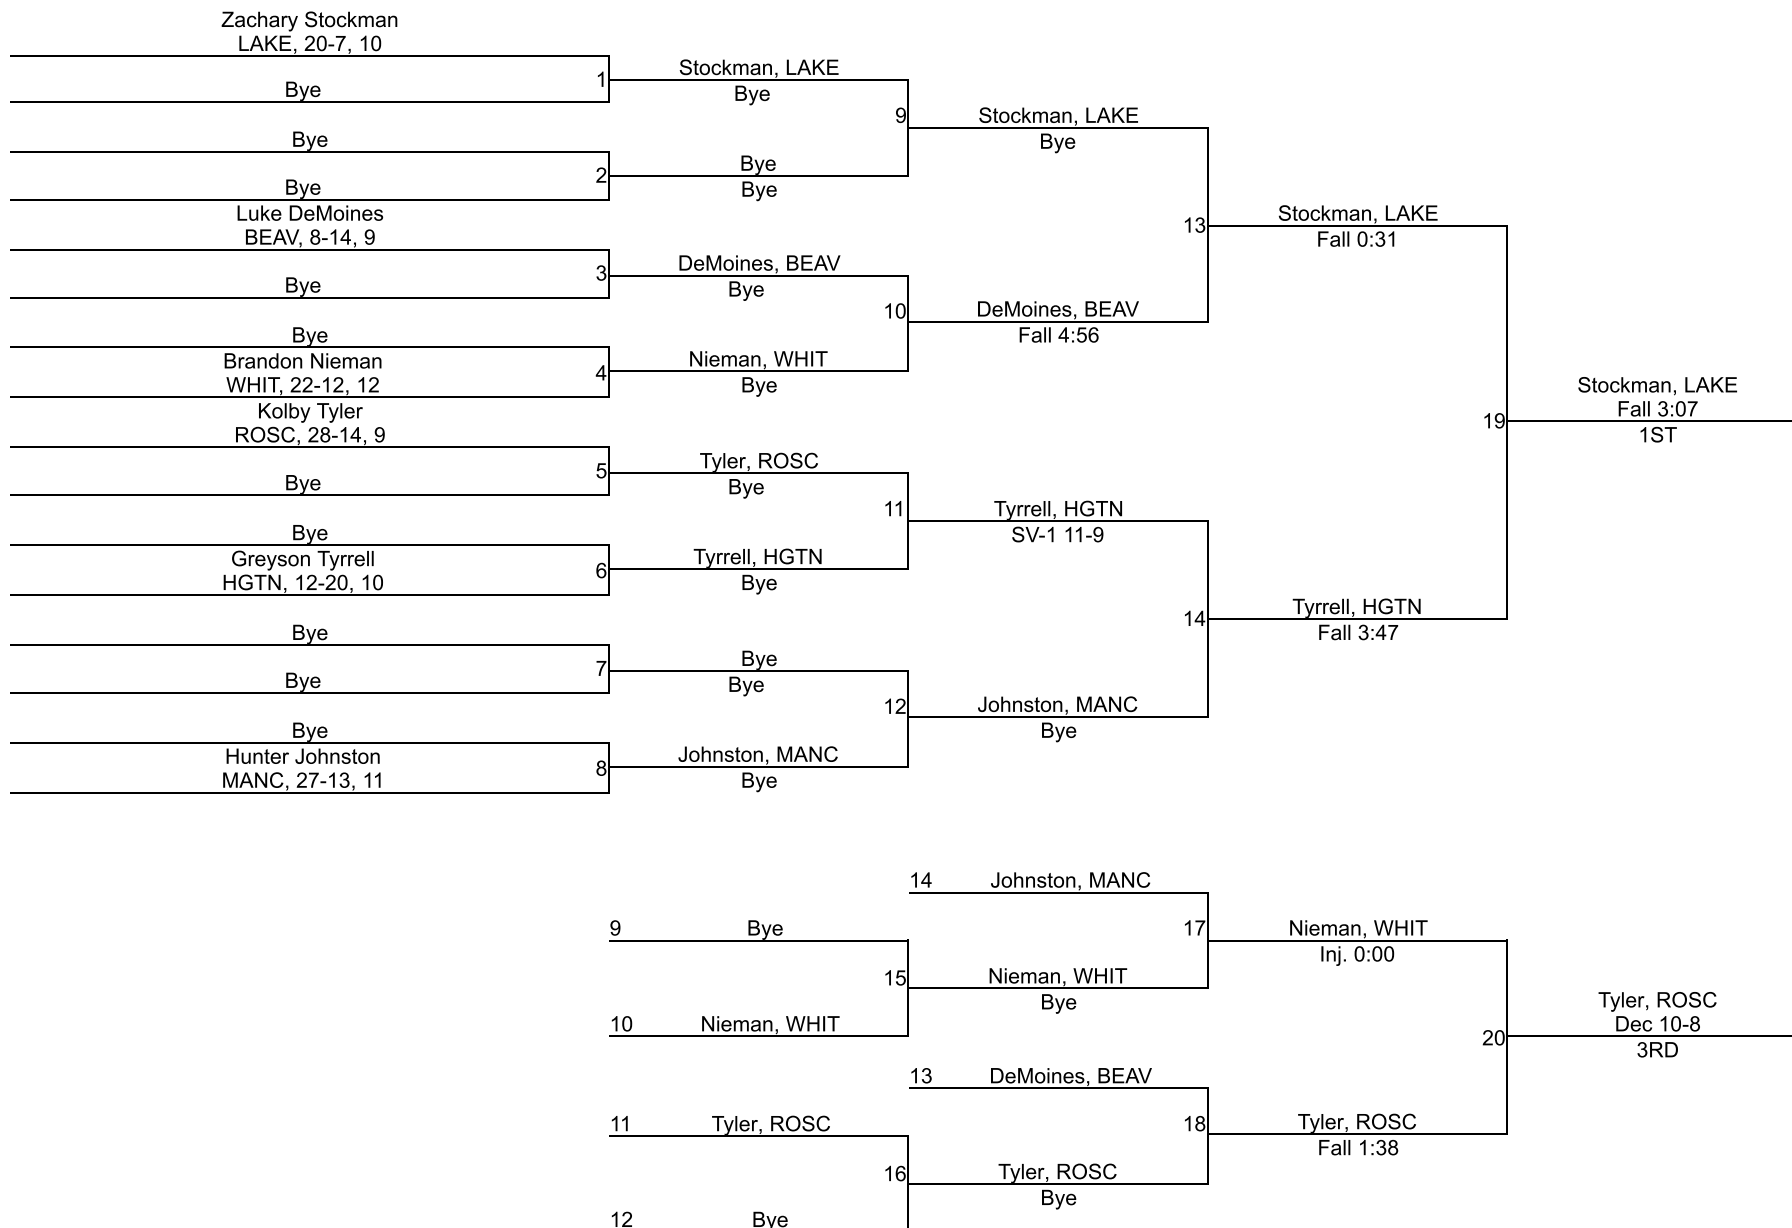 Zachary Stockman
LAKE, 20-7, 10
Bye
1
Bye
Bye
2
Luke DeMoines
BEAV, 8-14, 9
Bye
3
Bye
Brandon Nieman
WHIT, 22-12, 12
4
Kolby Tyler
ROSC, 28-14, 9
Bye
5
Bye
Greyson Tyrrell
HGTN, 12-20, 10
6
Bye
Bye
7
Bye
Hunter Johnston
MANC, 27-13, 11
8
Stockman, LAKE
Bye
9
Bye
Bye
DeMoines, BEAV
Bye
10
Nieman, WHIT
Bye
Tyler, ROSC
Bye
11
Tyrrell, HGTN
Bye
Bye
Bye
12
Johnston, MANC
Bye
Stockman, LAKE
Bye
13
DeMoines, BEAV
Fall 4:56
Tyrrell, HGTN
SV-1 11-9
14
Johnston, MANC
Bye
Stockman, LAKE
Fall 0:31
19
Tyrrell, HGTN
Fall 3:47
Stockman, LAKE
Fall 3:07
1ST
14 Johnston, MANC
9 Bye
17
15
Nieman, WHIT
Bye
10 Nieman, WHIT
Nieman, WHIT
Inj. 0:00
13 DeMoines, BEAV
11 Tyler, ROSC
18
16
Tyler, ROSC
Bye
12 Bye
Tyler, ROSC
Fall 1:38
20
Tyler, ROSC
Dec 10-8
3RD